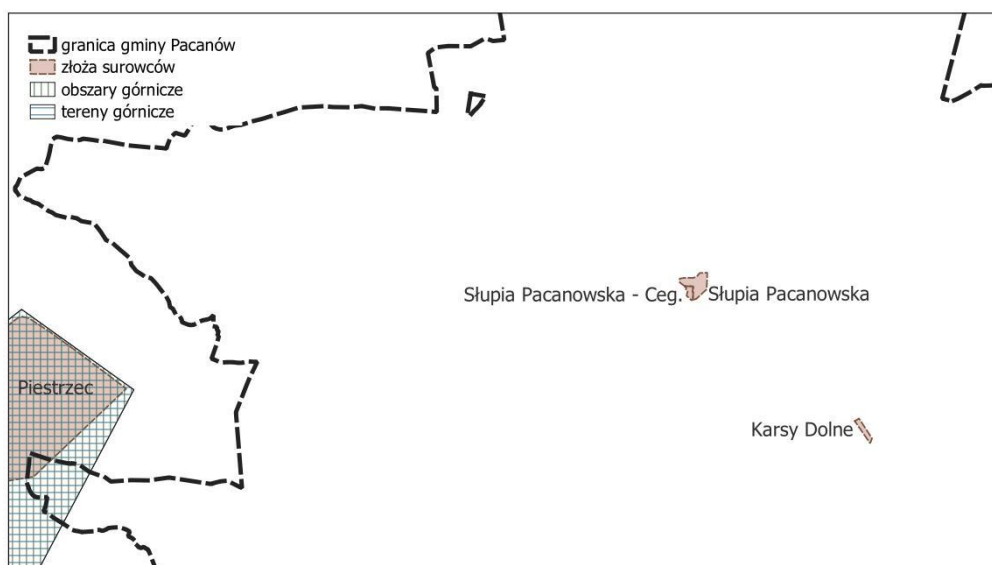 granica gminy Pacanów
złoża surowców
obszary górnicze
tereny górnicze
Słupia Pacanowska - Ceg.
Słupia Pacanowska
Piestrzec
Karsy Dolne